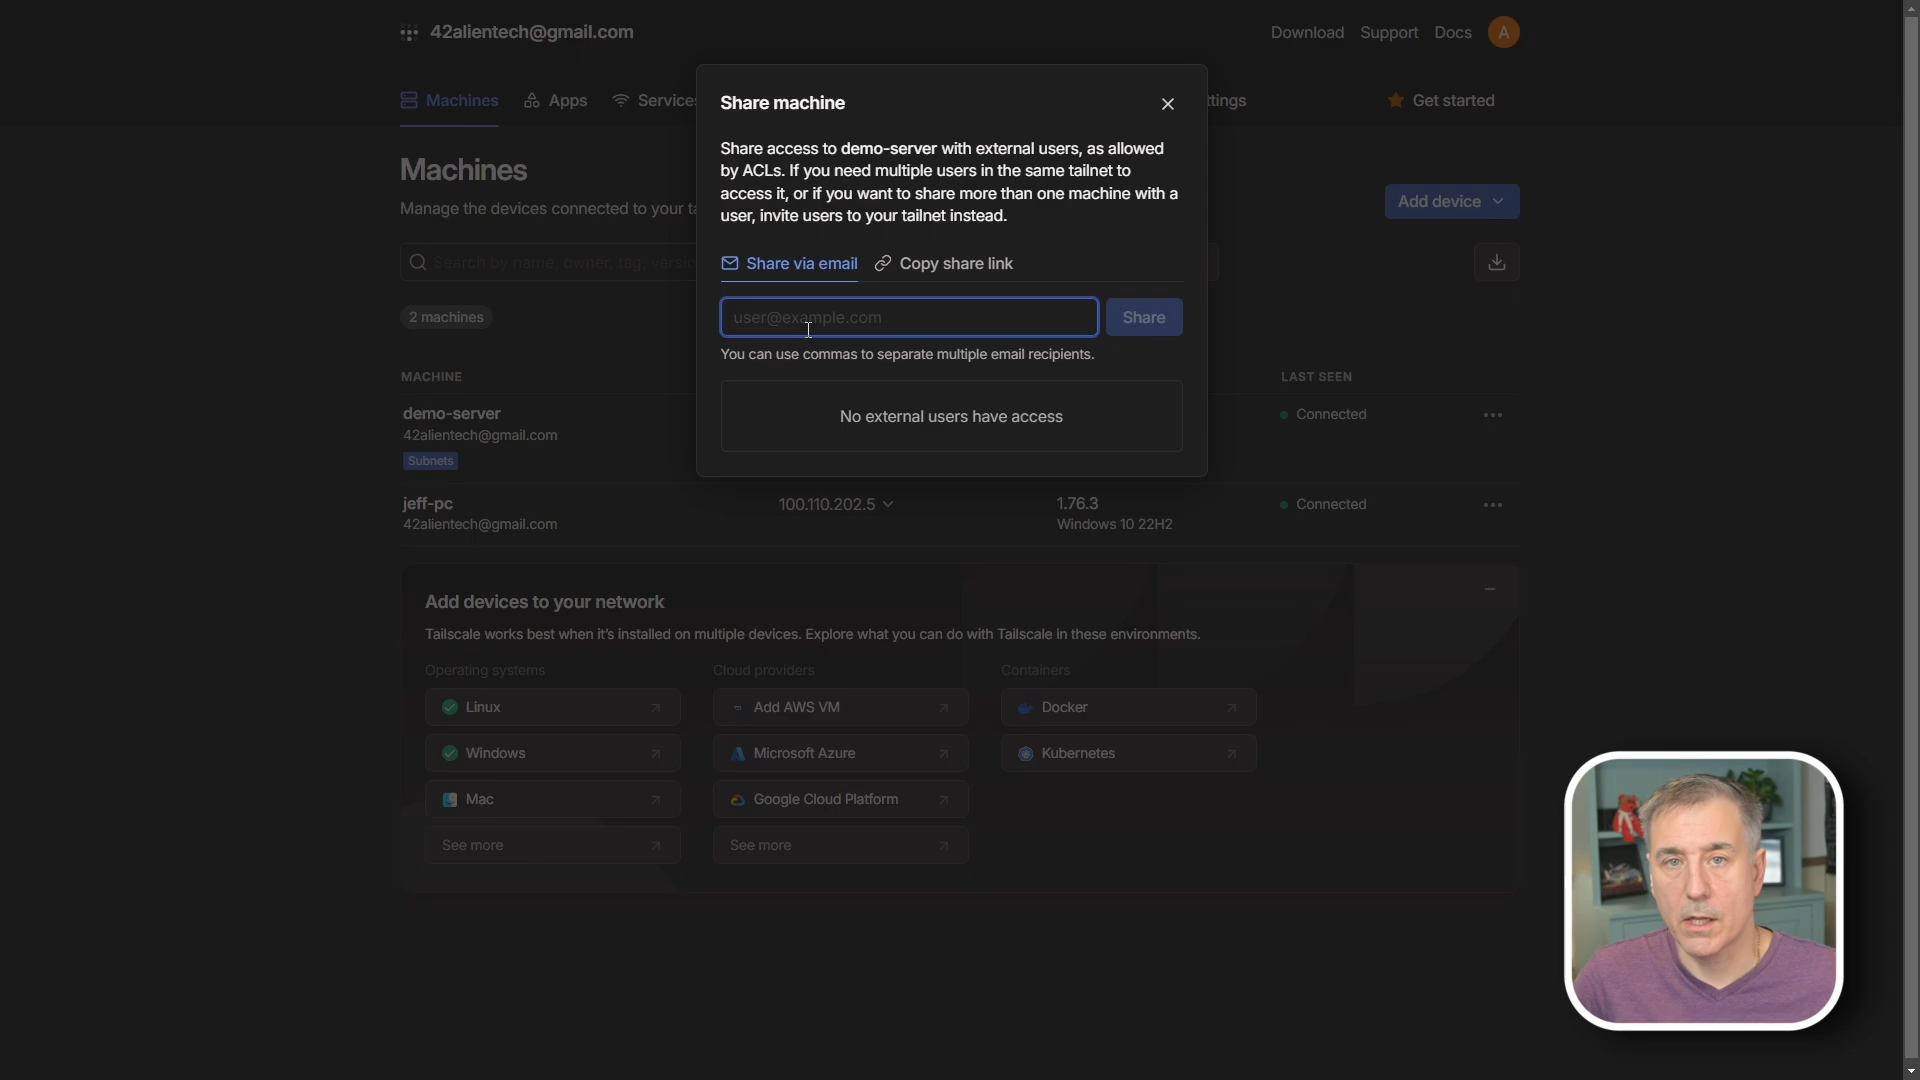 42alientech@gmail.com
Download Support Docs A
Machines Apps Services
ttings
Get started
Share machine
Share access to demo-server with external users, as allowed
by ACLs. If you need multiple users in the same tailnet to
access it, or if you want to share more than one machine with a
user, invite users to your tailnet instead.
Machines
Manage the devices connected to your ta
Add device
Search by name, owner, tag, versio
Share via email Copy share link
user@example.com
Share
You can use commas to separate multiple email recipients.
No external users have access
2 machines
MACHINE
LAST SEEN
demo-server
42alientech@gmail.com
Subnets
Connected
jeff-pc
42alientech@gmail.com
100.110.202.5
1.76.3
Windows 10 22H2
Connected
Add devices to your network
Tailscale works best when it's installed on multiple devices. Explore what you can do with Tailscale in these environments.
Operating systems
Linux
Windows
Mac
See more
Cloud providers
Add AWS VM
Microsoft Azure
Google Cloud Platform
See more
Containers
Docker
Kubernetes